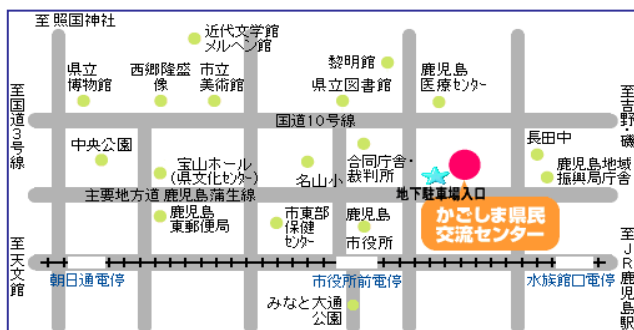 至 照国神社
近代文学館
メルヘン館
黎明館
県立
博物館
西郷隆盛
像
市立
美術館
県立図書館
鹿児島
医療センター
至国道3号線
至吉野・磯
国道10号線
中央公園
宝山ホール
(県文化センター)
名山小
合同庁舎・
裁判所
長田中
鹿児島地域
振興局庁舎
主要地方道 鹿児島蒲生線
地下駐車場入口
かごしま県民
交流センター
鹿児島
東郵便局
市東部
保健
センター
鹿児島
市役所
至天文館
至JR鹿児島駅
朝日通電停
市役所前電停
水族館口電停
みなと大通
公園